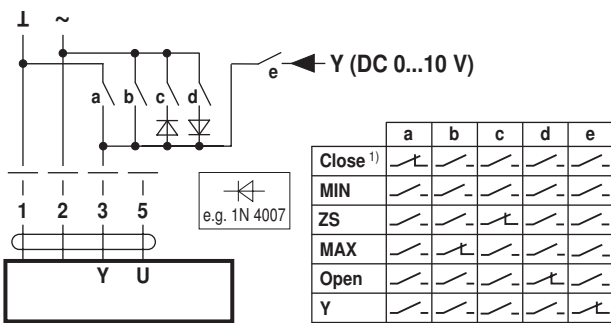 ⊥ ~
a b c d e
Y (DC 0...10 V)
1 2 3 5
Y U
e.g. 1N 4007
a b c d e
Close 1)
MIN
ZS
MAX
Open
Y